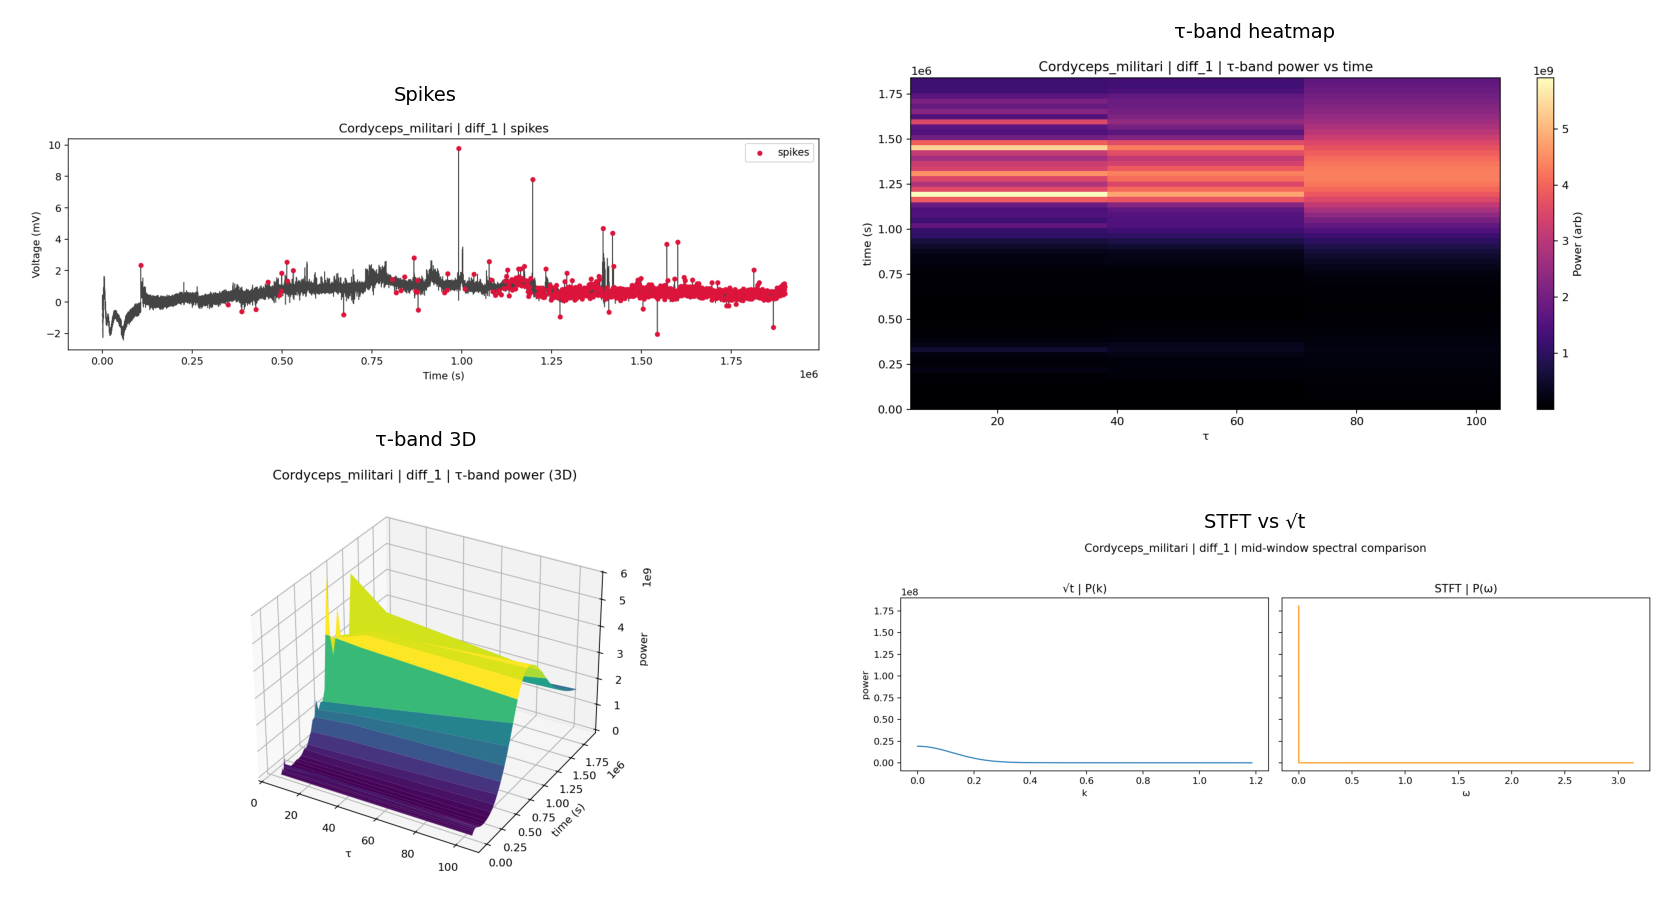 Spikes
Cordyceps_militari | diff_1 | spikes
spikes
10
8
6
4
2
0
−2
Voltage (mV)
0.00 0.25 0.50 0.75 1.00 1.25 1.50 1.75
1e6
Time (s)
τ-band heatmap
Cordyceps_militari | diff_1 | τ-band power vs time
1e6
1.75
1.50
1.25
1.00
0.75
0.50
0.25
0.00
time (s)
20 40 60 80 100
τ
1e9
5
4
3
2
1
Power (arb)
τ-band 3D
Cordyceps_militari | diff_1 | τ-band power (3D)
1e9
6
5
4
3
2
1
0
power
1e6
1.75
1.50
1.25
1.00
0.75
0.50
0.25
0.00
time (s)
0 20 40 60 80 100
τ
STFT vs √t
Cordyceps_militari | diff_1 | mid-window spectral comparison
√t | P(k)
1e8
1.75
1.50
1.25
1.00
0.75
0.50
0.25
0.00
power
0.0 0.2 0.4 0.6 0.8 1.0 1.2
k
STFT | P(ω)
0.0 0.5 1.0 1.5 2.0 2.5 3.0
ω